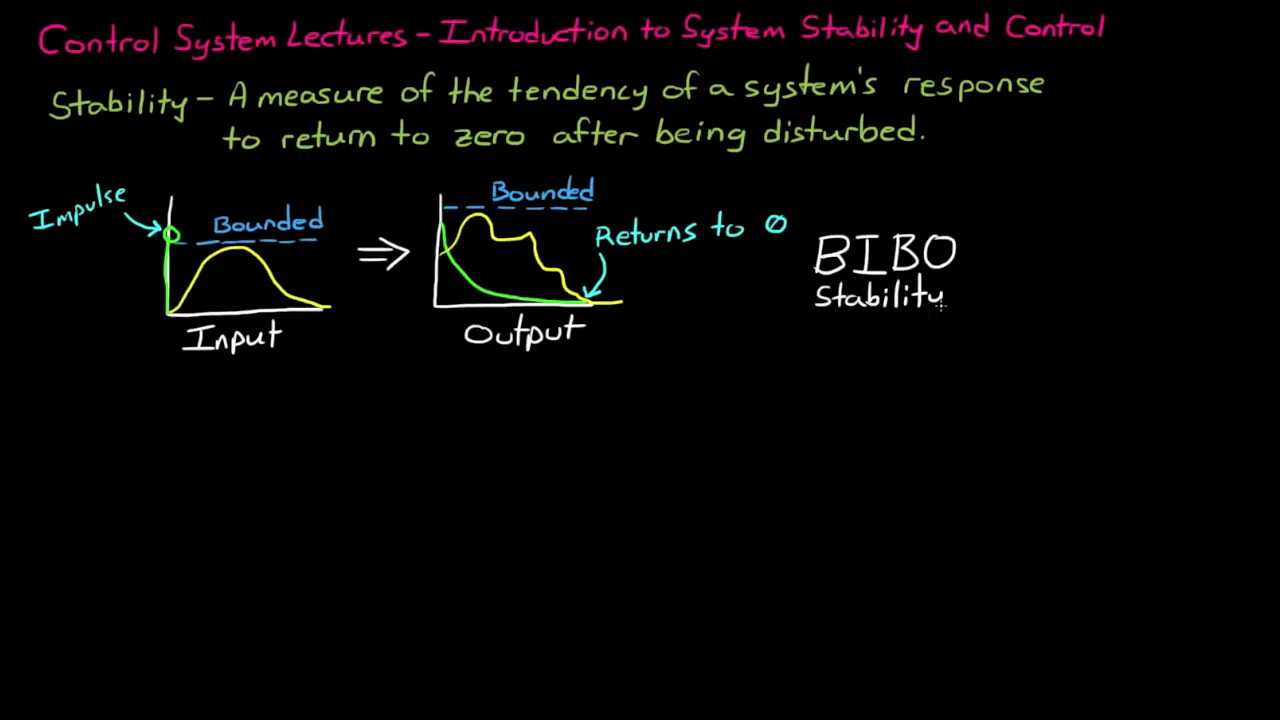 Control System Lectures - Introduction to System Stability and Control
Stability - A measure of the tendency of a system's response
to return to zero after being disturbed.
Impulse
Bounded
Input
⇒
Bounded
Returns to 0
Output
BIBO
Stability